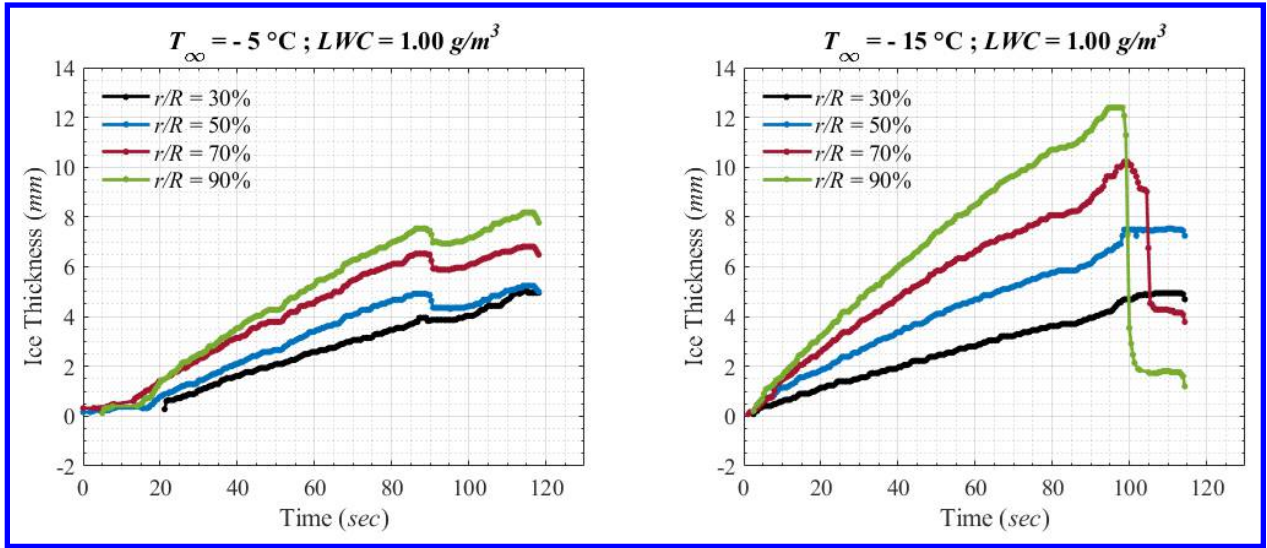 T∞ = - 5 °C ; LWC = 1.00 g/m³
14
12
10
8
6
4
2
0
-2
Ice Thickness (mm)
r/R = 30%
r/R = 50%
r/R = 70%
r/R = 90%
0 20 40 60 80 100 120
Time (sec)
T∞ = - 15 °C ; LWC = 1.00 g/m³
14
12
10
8
6
4
2
0
-2
Ice Thickness (mm)
r/R = 30%
r/R = 50%
r/R = 70%
r/R = 90%
0 20 40 60 80 100 120
Time (sec)